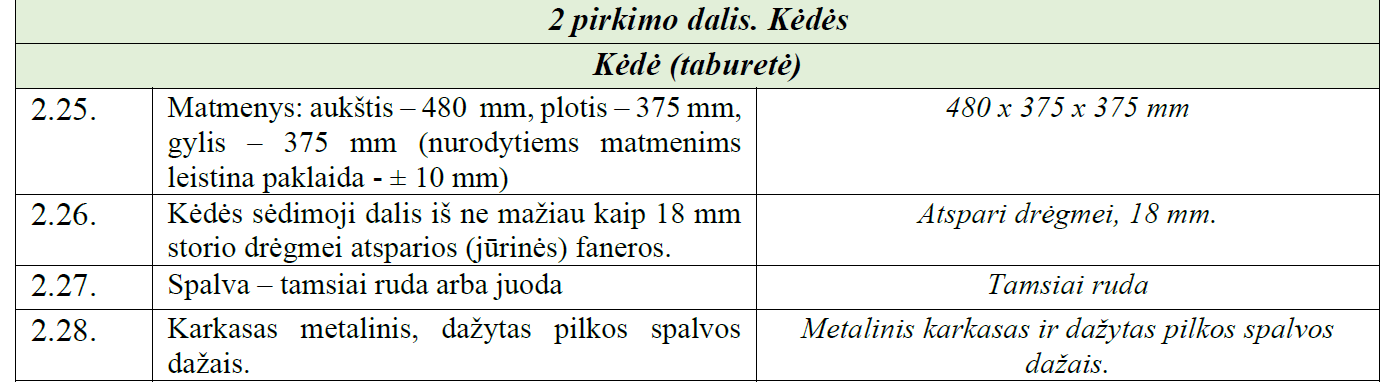 2 pirkimo dalis. Kėdės
Kėdė (taburetė)
2.25.
Matmenys: aukštis – 480 mm, plotis – 375 mm,
gylis – 375 mm (nurodytiems matmenims
leistina paklaida - ± 10 mm)
480 x 375 x 375 mm
2.26.
Kėdės sėdimoji dalis iš ne mažiau kaip 18 mm
storio drėgmei atsparios (jūrinės) faneros.
Atspari drėgmei, 18 mm.
2.27.
Spalva – tamsiai ruda arba juoda
Tamsiai ruda
2.28.
Karkasas metalinis, dažytas pilkos spalvos
dažais.
Metalinis karkasas ir dažytas pilkos spalvos
dažais.